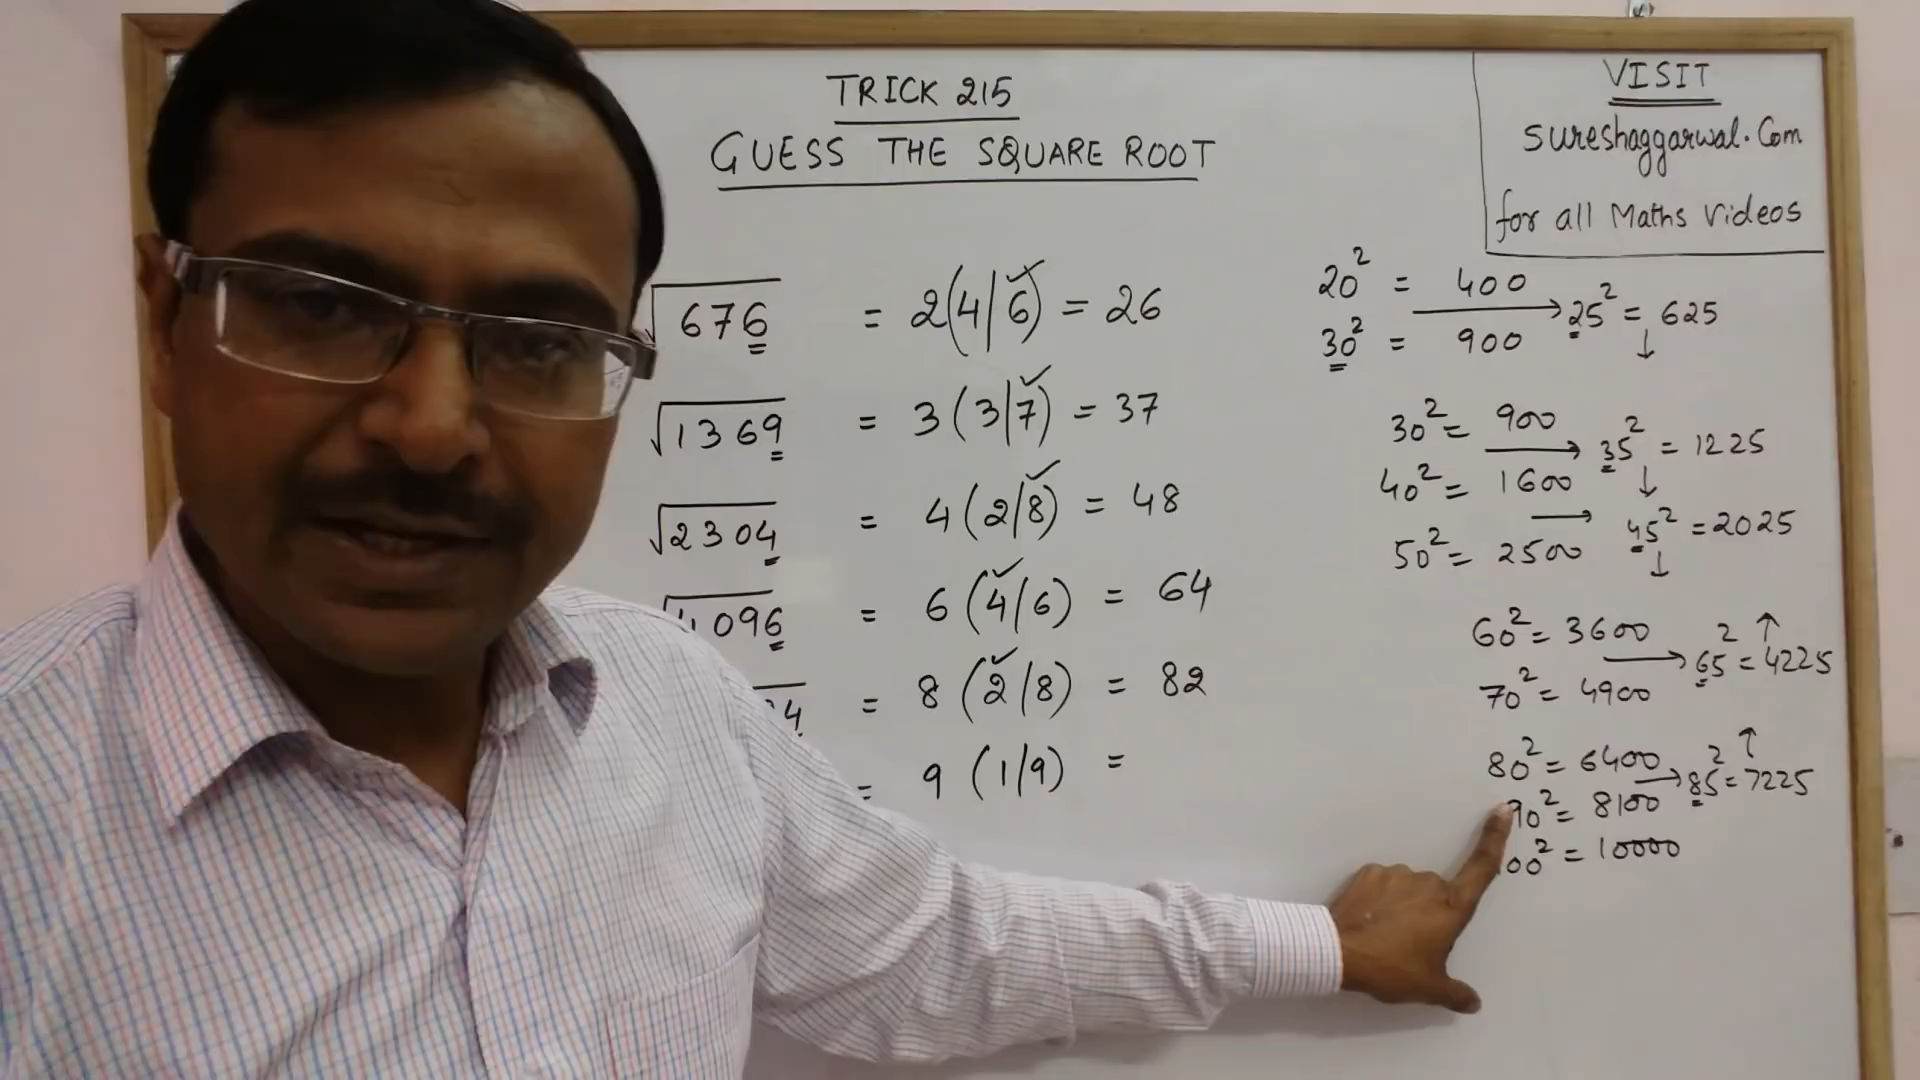 TRICK 215
GUESS THE SQUARE ROOT
VISIT
sureshaggarwal.Com
for all Maths Videos
√676 = 2(4/6) = 26
√1369 = 3(3/7) = 37
√2304 = 4(2/8) = 48
√4096 = 6(4/6) = 64
4 = 8(2/8) = 82
= 9(1/9) =
20² = 400
→ 25² = 625
30² = 900
30² = 900
→ 35² = 1225
40² = 1600
→ 45² = 2025
50² = 2500
60² = 3600
→ 65² = 4225
70² = 4900
80² = 6400
→ 85² = 7225
90² = 8100
100² = 10000